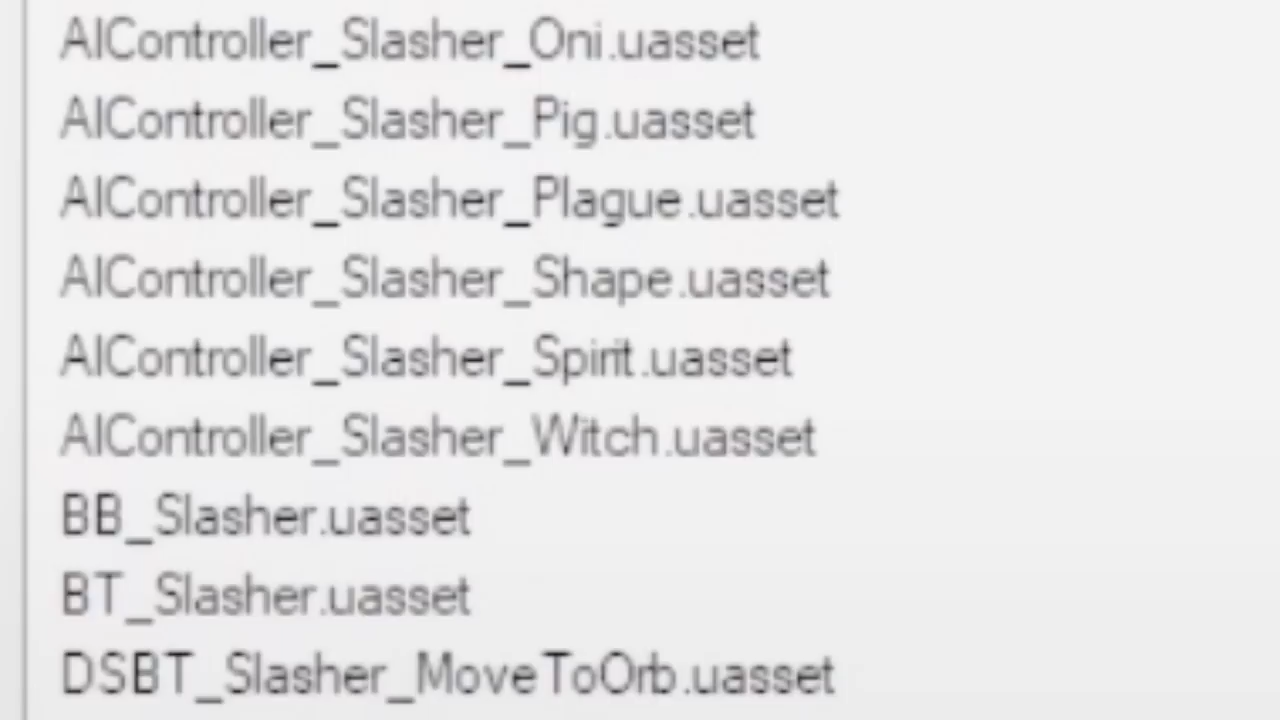 AIController_Slasher_Oni.uasset
AIController_Slasher_Pig.uasset
AIController_Slasher_Plague.uasset
AIController_Slasher_Shape.uasset
AIController_Slasher_Spirit.uasset
AIController_Slasher_Witch.uasset
BB_Slasher.uasset
BT_Slasher.uasset
DSBT_Slasher_MoveToOrb.uasset